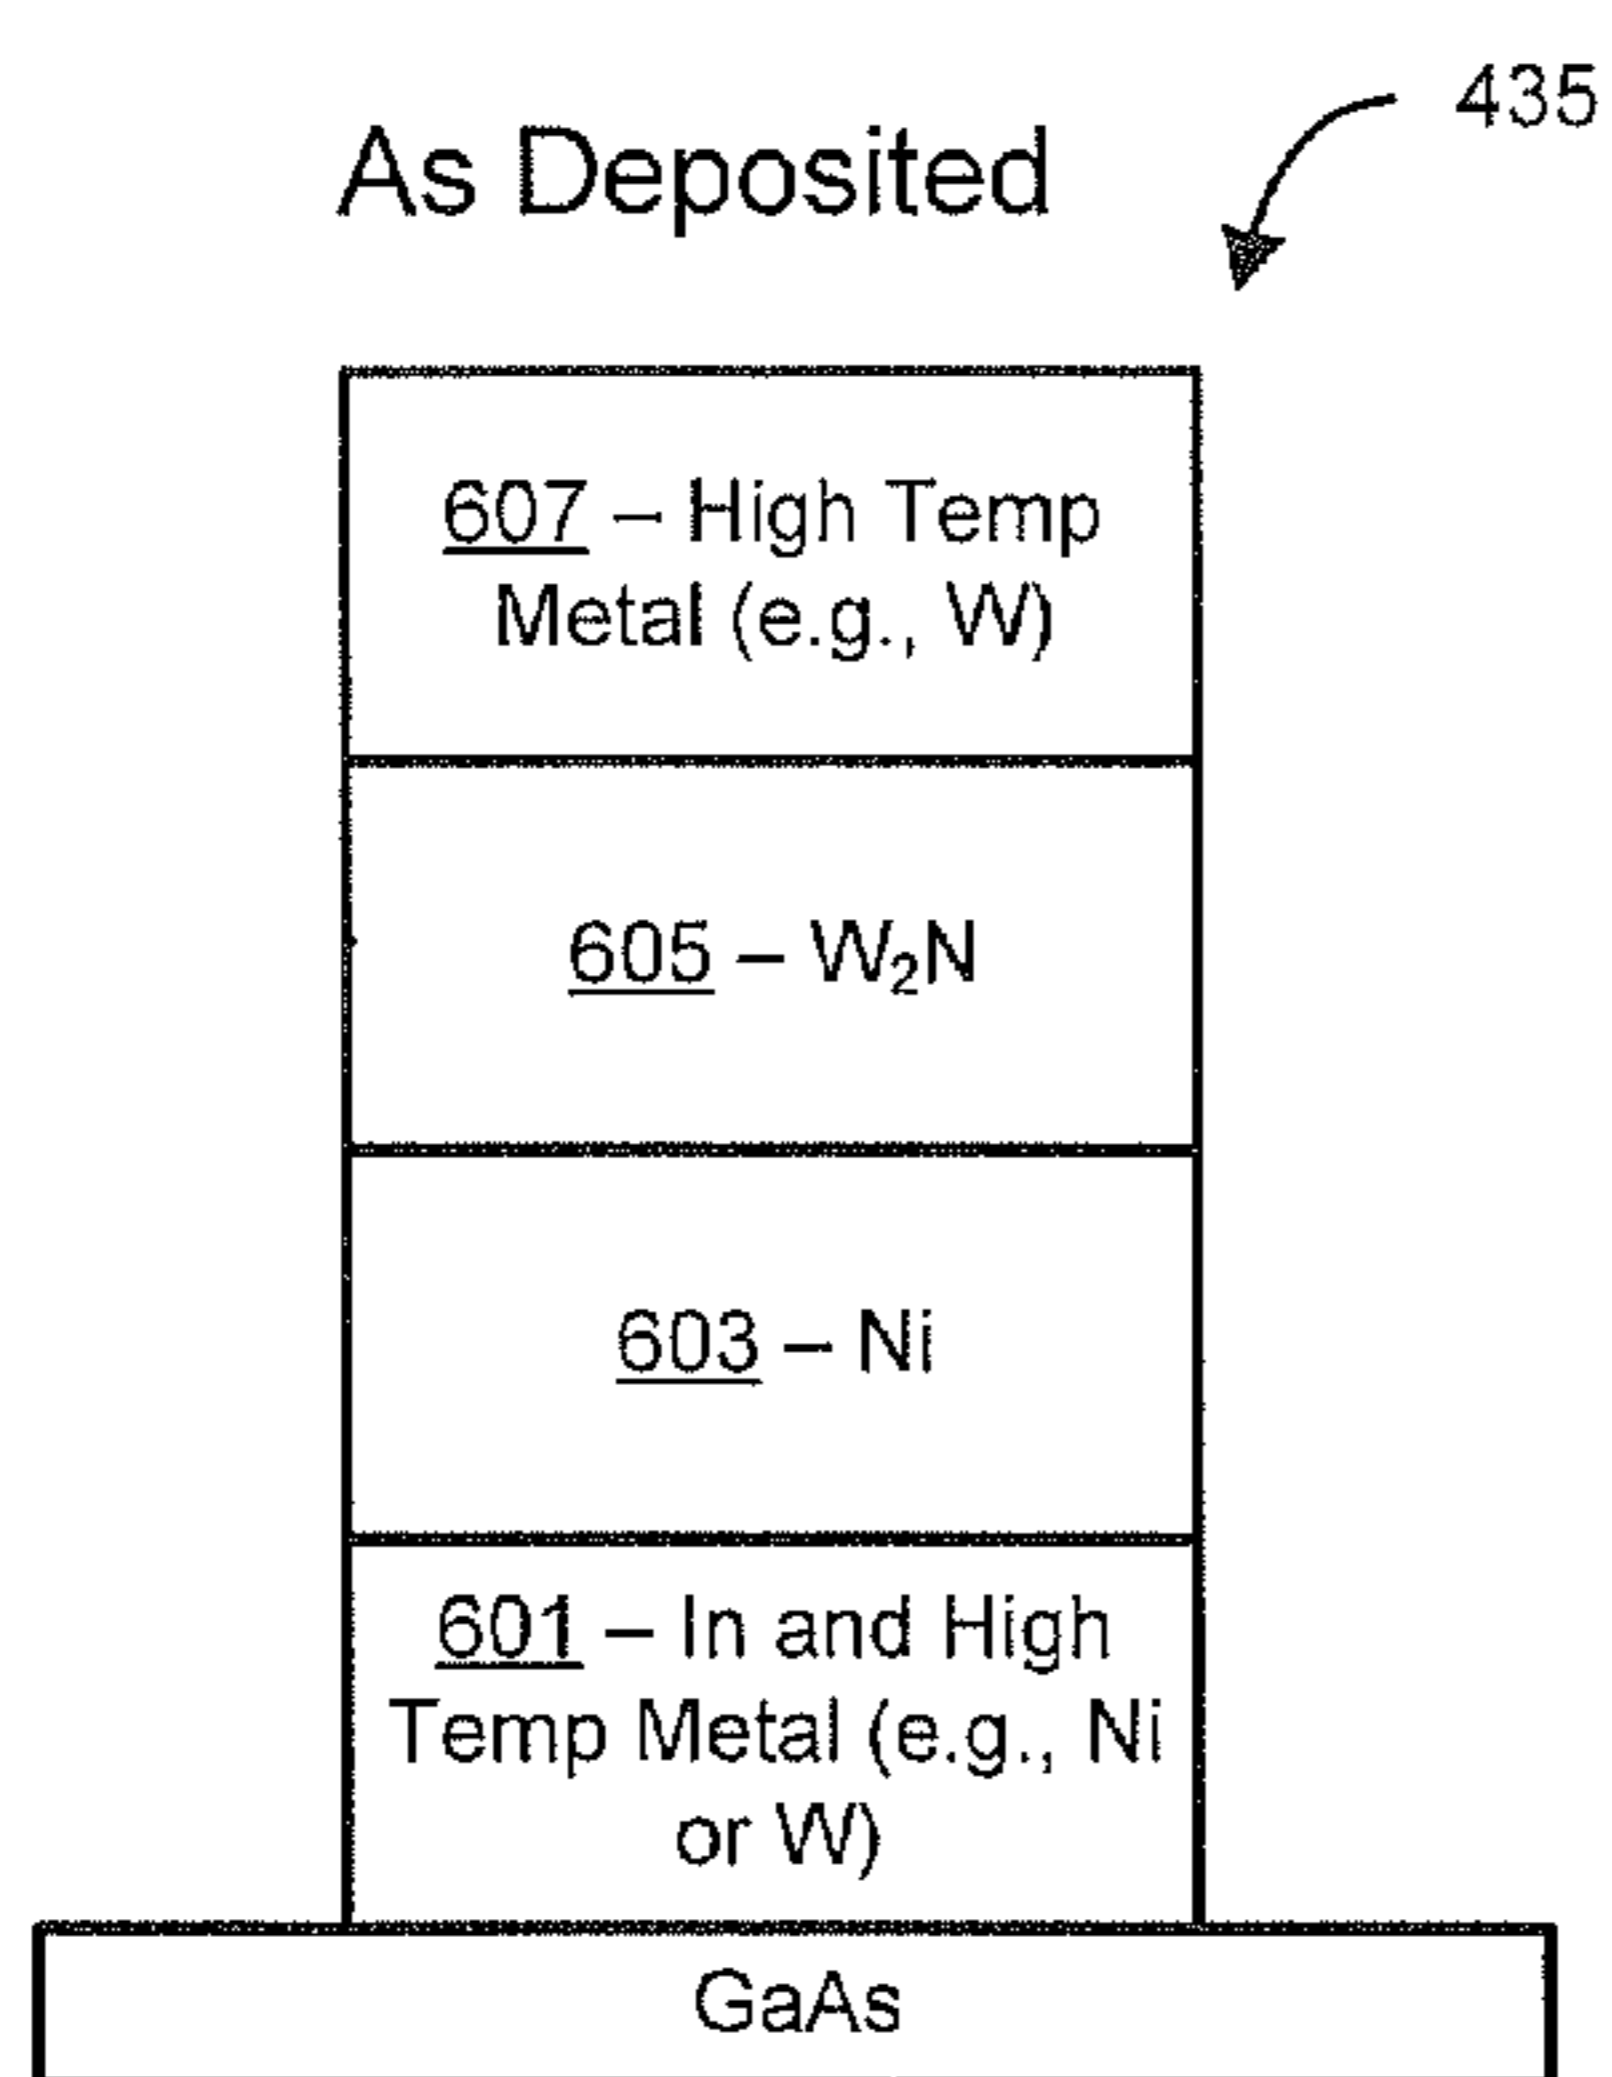 435
As Deposited
607 – High Temp
Metal (e.g., W)
605 – W₂N
603 – Ni
601 – In and High
Temp Metal (e.g., Ni
or W)
GaAs